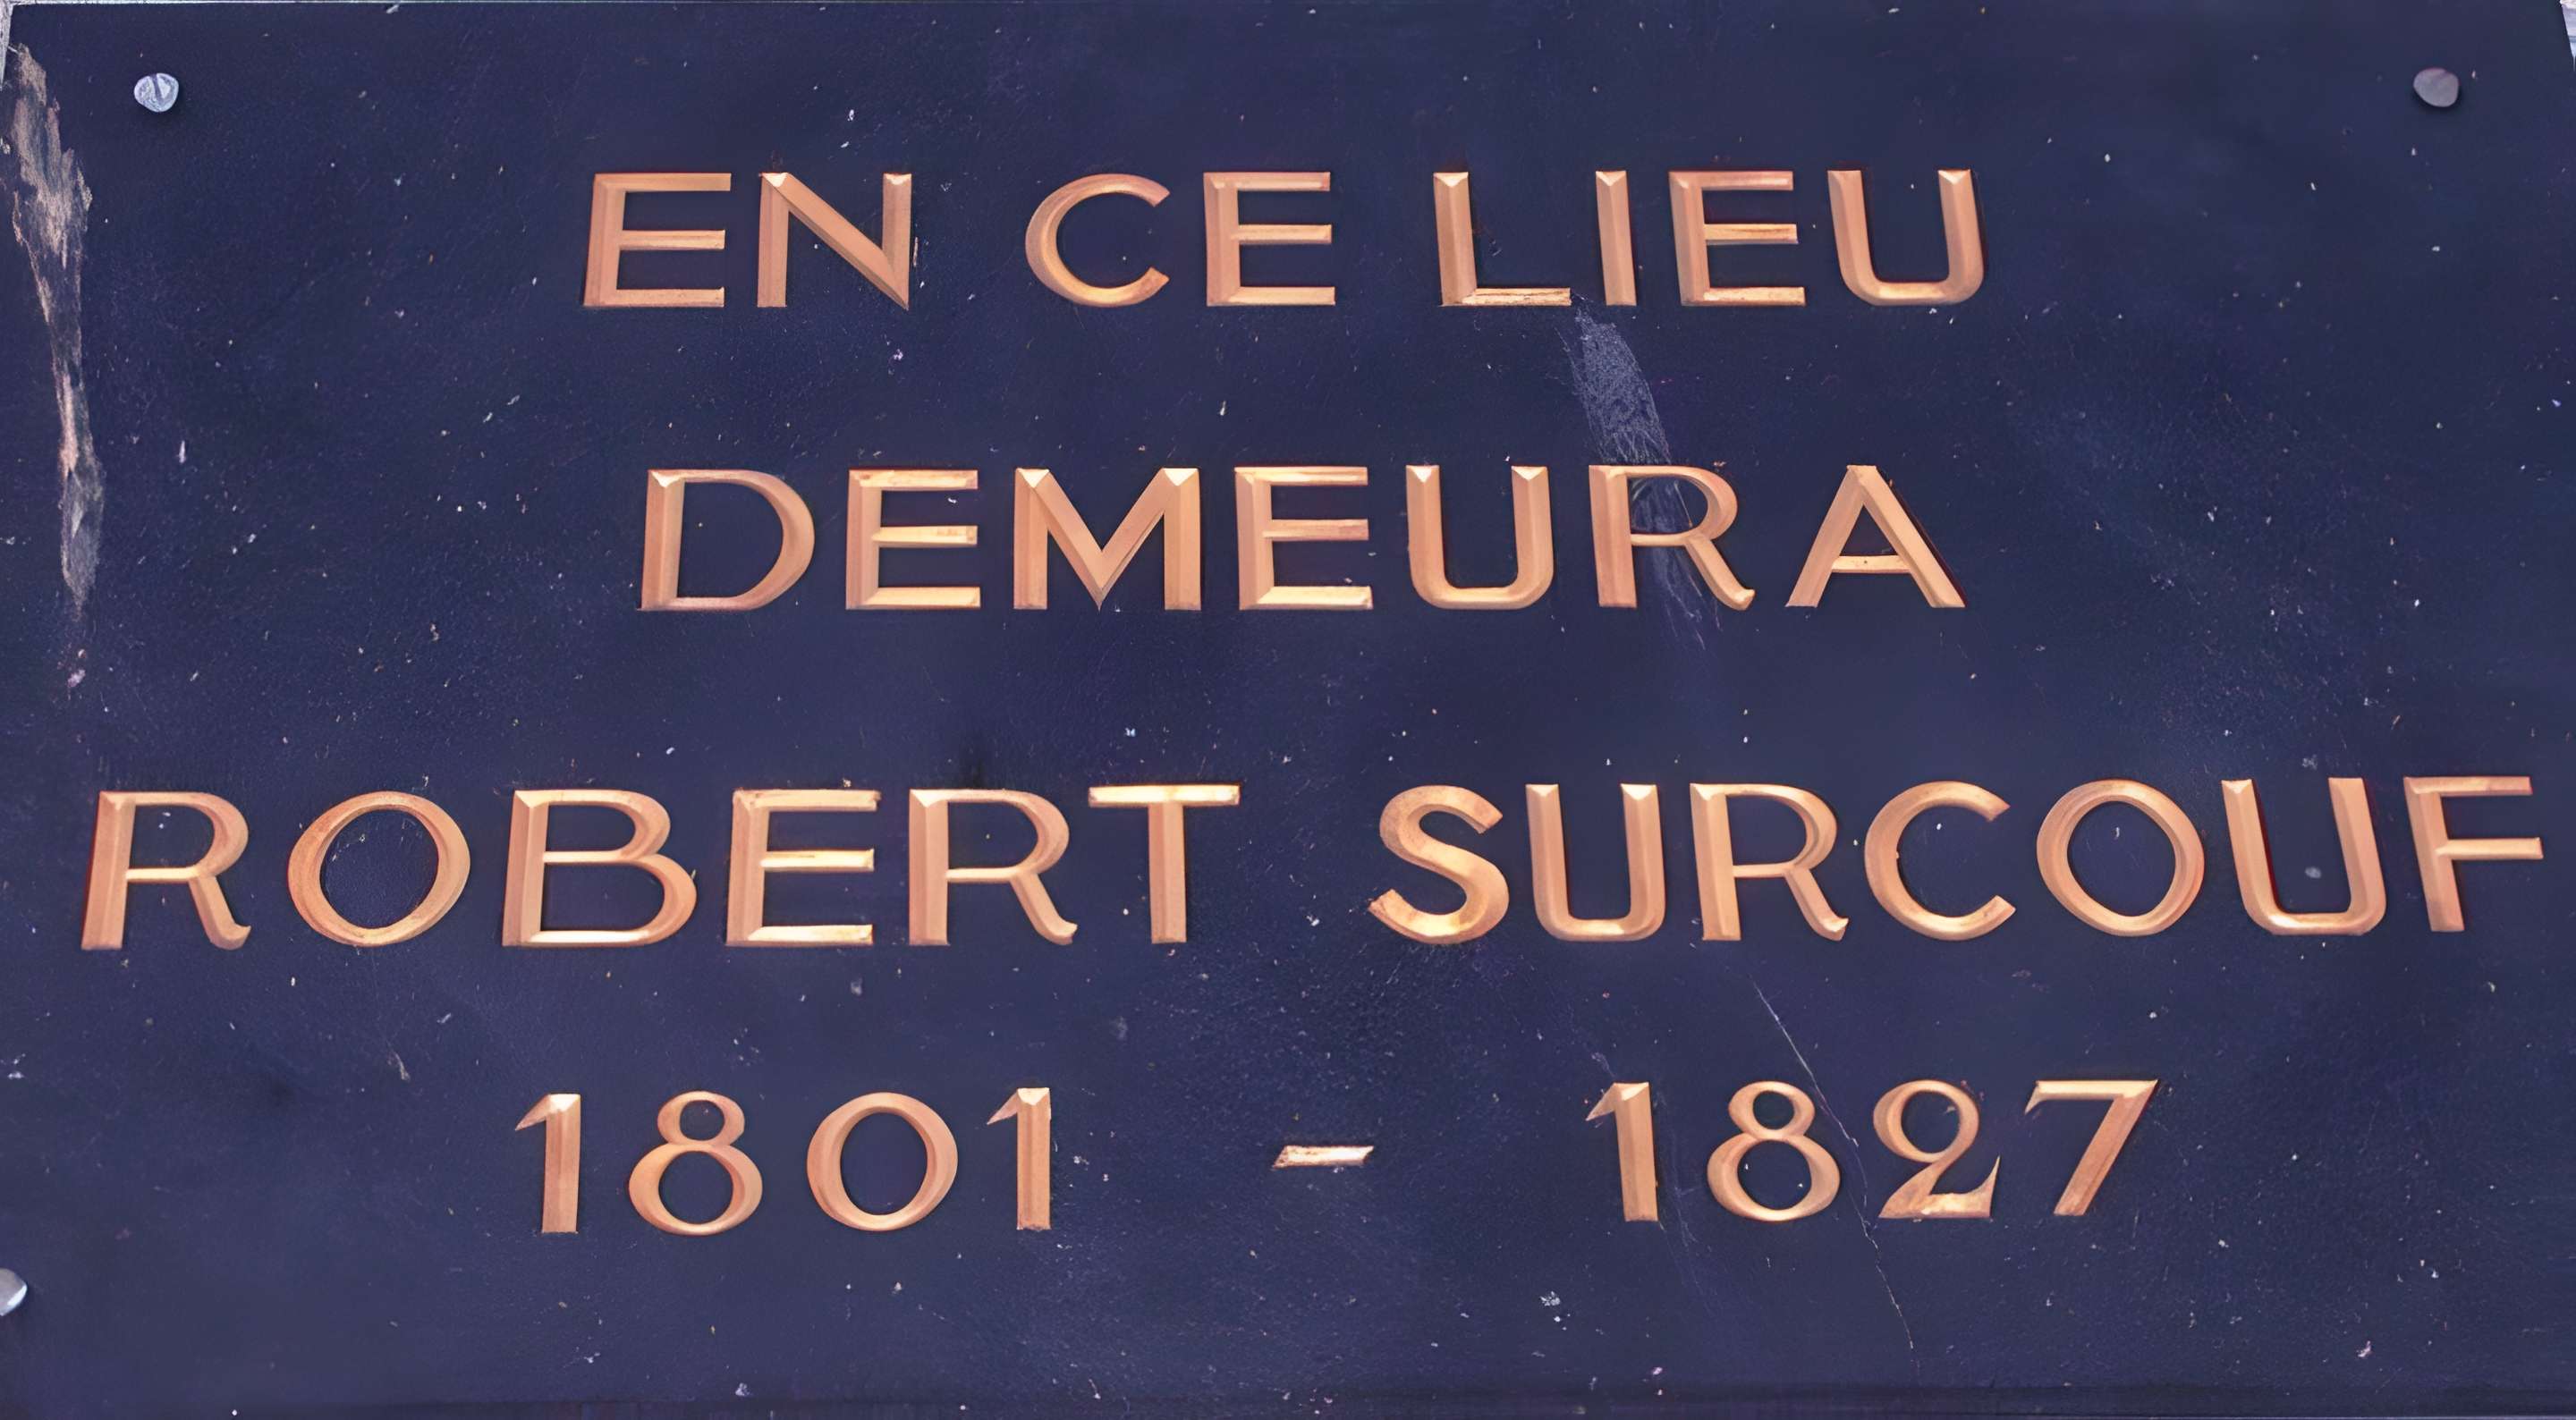 EN CE LIEU
DEMEURA
ROBERT SURCOUF
1801 - 1827